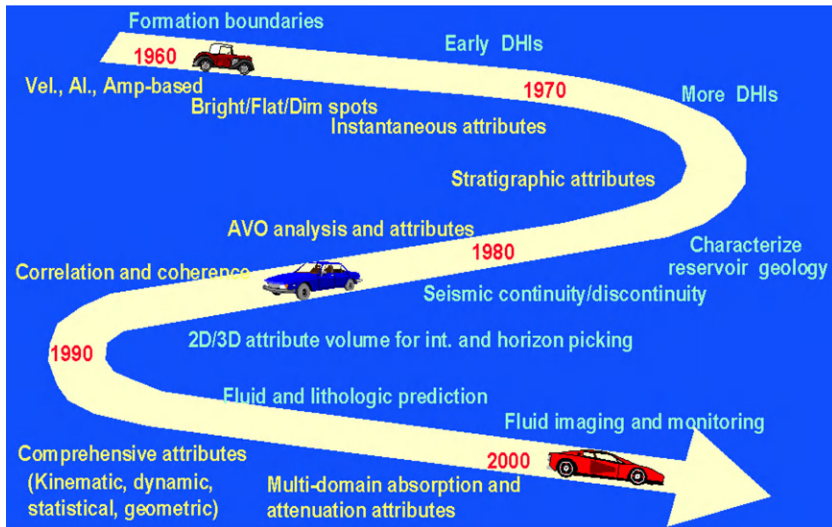 Formation boundaries
1960
Early DHIs
Vel., AI., Amp-based
1970
More DHIs
Bright/Flat/Dim spots
Instantaneous attributes
Stratigraphic attributes
AVO analysis and attributes
1980
Characterize
reservoir geology
Correlation and coherence
Seismic continuity/discontinuity
2D/3D attribute volume for int. and horizon picking
1990
Fluid and lithologic prediction
Fluid imaging and monitoring
Comprehensive attributes
(Kinematic, dynamic,
statistical, geometric)
2000
Multi-domain absorption and
attenuation attributes